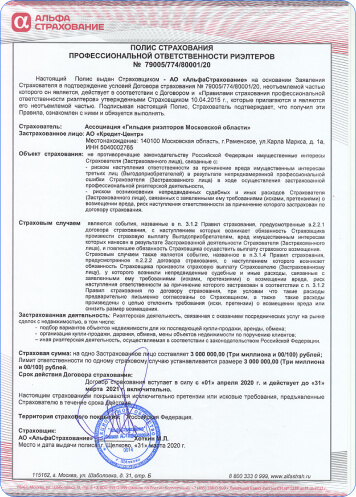 АЛЬФА
СТРАХОВАНИЕ
ПОЛИС СТРАХОВАНИЯ
ПРОФЕССИОНАЛЬНОЙ ОТВЕТСТВЕННОСТИ РИЭЛТЕРОВ
№ 79005/774/80001/20
Настоящий Полис выдан Страховщиком - АО «АльфаСтрахование» на основании Заявления
Страхователя в подтверждение условий Договора страхования № 79005/774/80001/20, неотъемлемой частью
которого он является, действует в соответствии с Договором и «Правилами страхования профессиональной
ответственности риэлтеров» утвержденными Страховщиком 10.04.2015 г., которые прилагаются и являются
его неотъемлемой частью. Подписывая настоящий Полис, Страхователь подтверждает, что получил эти
Правила, ознакомлен с ними и обязуется выполнять.
Страхователь: Ассоциация «Гильдия риэлторов Московской области»
Застрахованное лицо: АО «Кредит-Центр»
Местонахождение: 140100 Московская область, г.Раменское, ул.Карла Маркса, д. 1а,
ИНН 5040002765
Объект страхования: не противоречащие законодательству Российской Федерации имущественные интересы
Страхователя (Застрахованного лица), связанные с:
- риском наступления ответственности за причинение вреда имущественным интересам
третьих лиц (Выгодоприобретателей) в результате непреднамеренной профессиональной
ошибки Страхователя (Застрахованного лица) в ходе осуществления застрахованной
профессиональной риэлтерской деятельности,
- риском возникновения непредвиденных судебных и иных расходов Страхователя
(Застрахованного лица), связанных с заявленными ему требованиями (исками, претензиями)
о возмещении вреда, риск наступления ответственности за причинение которого застрахован по
договору страхования.
Страховым случаем являются события, названные в п. 3.1.2 Правил страхования, предусмотренные в 2.2.1
договора страхования, с наступлением которых возникает обязанность Страховщика
произвести страховую выплату Выгодоприобретателям, вред имущественным интересам
которых нанесен в результате Застрахованной деятельности Страхователя (Застрахованного
лица), и повлекшие обязанность Страховщика осуществить выплату страхового возмещения.
Страховым случаем также является событие, названное в п.3.1.4 Правил страхования,
предусмотренное п.2.2.2 договора страхования, с наступлением которого возникает
обязанность Страховщика произвести страховую выплату Страхователю (Застрахованному
лицу), у которого возникли непредвиденные судебные и иные расходы, связанные с
заявленными ему требованиями (исками, претензиями) о возмещении вреда, риск
наступления ответственности за причинение которого застрахован в соответствии с п. 3.1.2
Правил страхования по договору страхования, при условии что такие расходы
предварительно письменно согласованы со Страховщиком, а также такие расходы
произведены с целью отклонения требований (исков, претензий) о возмещении вреда или
снизить размер возмещения.
Застрахованная деятельность: Риэлтерская деятельность, связанная с оказанием посреднических услуг на рынке
сделок с недвижимостью, в том числе:
- подбор вариантов объектов недвижимости для их последующей купли-продажи, аренды, обмена;
- организация купли-продажи, дарения, обмена, мены объектов недвижимости по поручению клиентов;
- иная риэлтерская деятельность, осуществляемая в соответствии с законодательством Российской Федерации.
Страховая сумма: на одно Застрахованное лицо составляет 3 000 000,00 (Три миллиона и 00/100) рублей;
Лимит ответственности по одному страховому случаю устанавливается размере 3 000 000,00 (Три миллиона
и 00/100) рублей.
Срок действия Договора страхования:
Договор страхования вступает в силу с «01» апреля 2020 г. и действует до «31»
марта 2021 г. включительно.
Настоящим страхованием покрываются исключительно претензии или исковые требования, предъявленные
Страхователю в течение срока Действия
Территория страхового покрытия: Российская Федерация.
Страховщик:
АО «АльфаСтрахование» Хоткин М.Л.
Место и дата выдачи полиса: г. Щелково, «31» марта 2020 г.
115162, г. Москва, ул. Шаболовка, д. 31, стр. Б
8 800 333 0 999, www.alfastrah.ru